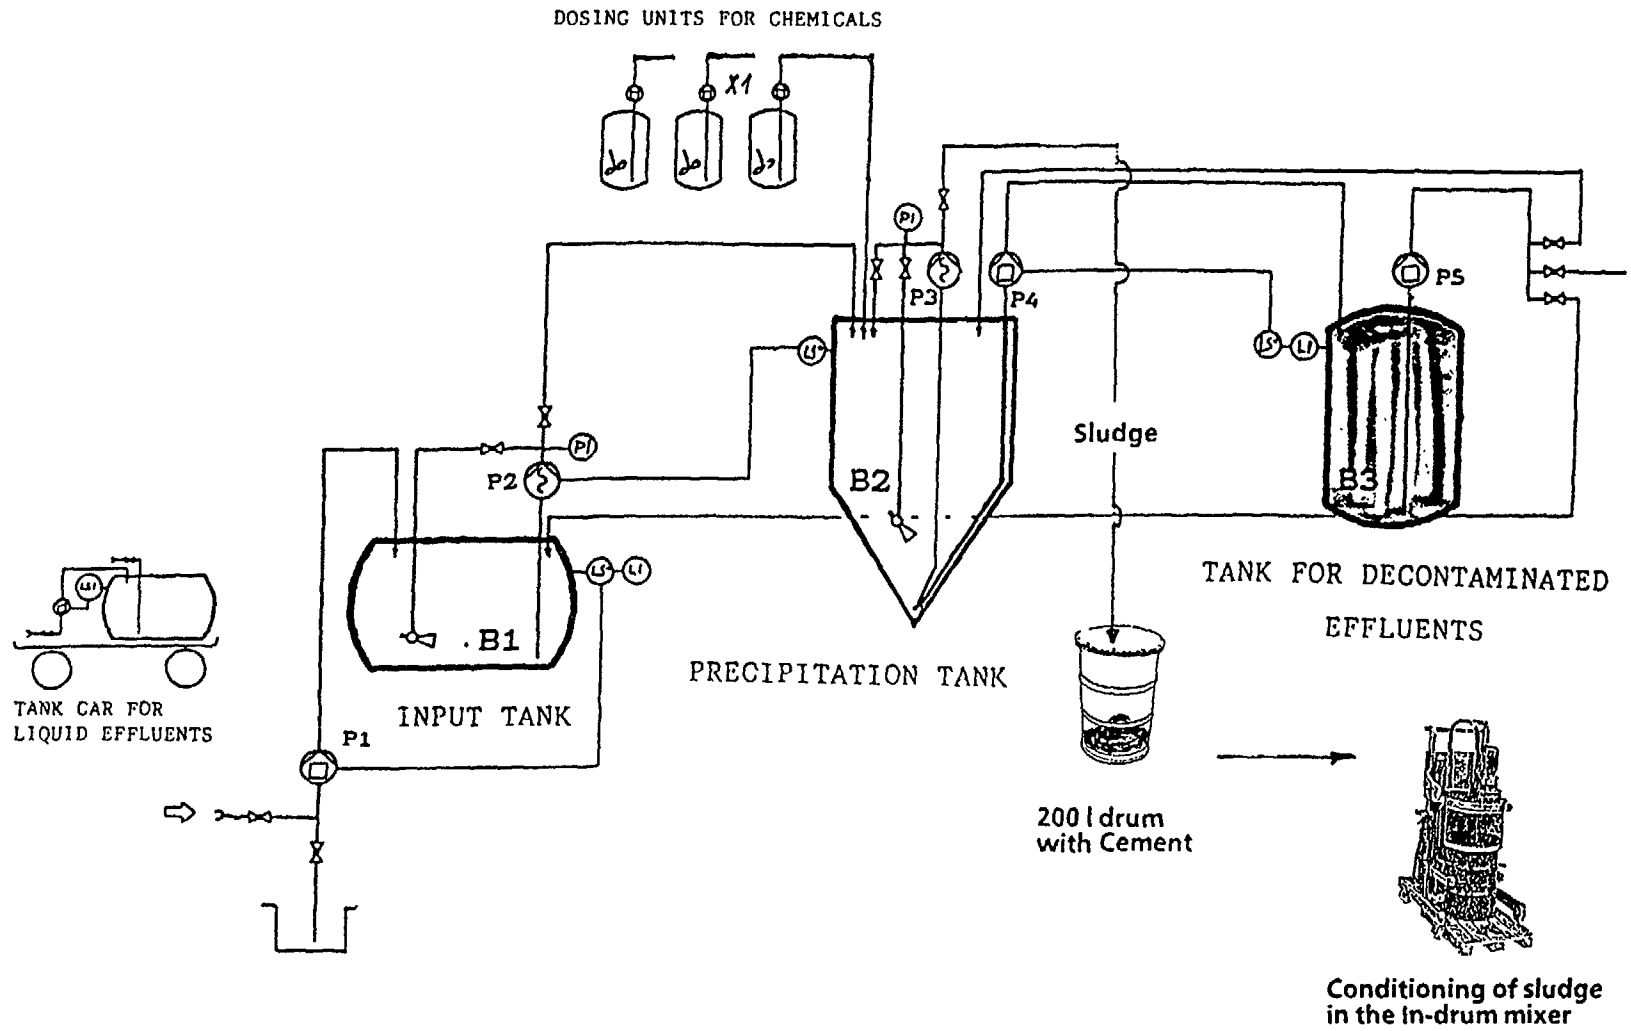 DOSING UNITS FOR CHEMICALS
X1
PI
P3
P4
P5
LS
LS
LI
Sludge
PI
P2
B2
B3
LS
LI
B1
TANK FOR DECONTAMINATED
EFFLUENTS
PRECIPITATION TANK
INPUT TANK
TANK CAR FOR
LIQUID EFFLUENTS
P1
200 l drum
with Cement
Conditioning of sludge
in the In-drum mixer